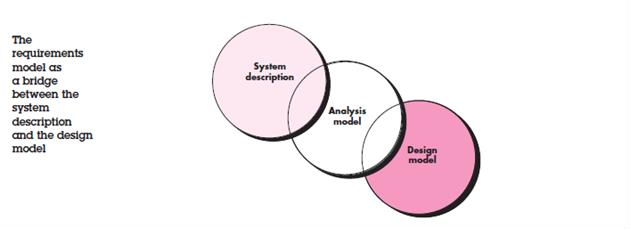 The
requirements
model as
a bridge
between the
system
description
and the design
model
System
description
Analysis
model
Design
model